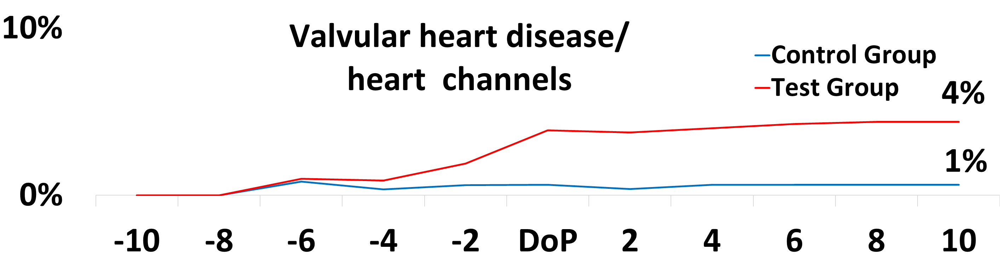 10%
Valvular heart disease/
heart  channels
Control Group
Test Group
4%
1%
0%
-10 -8 -6 -4 -2 DoP 2 4 6 8 10